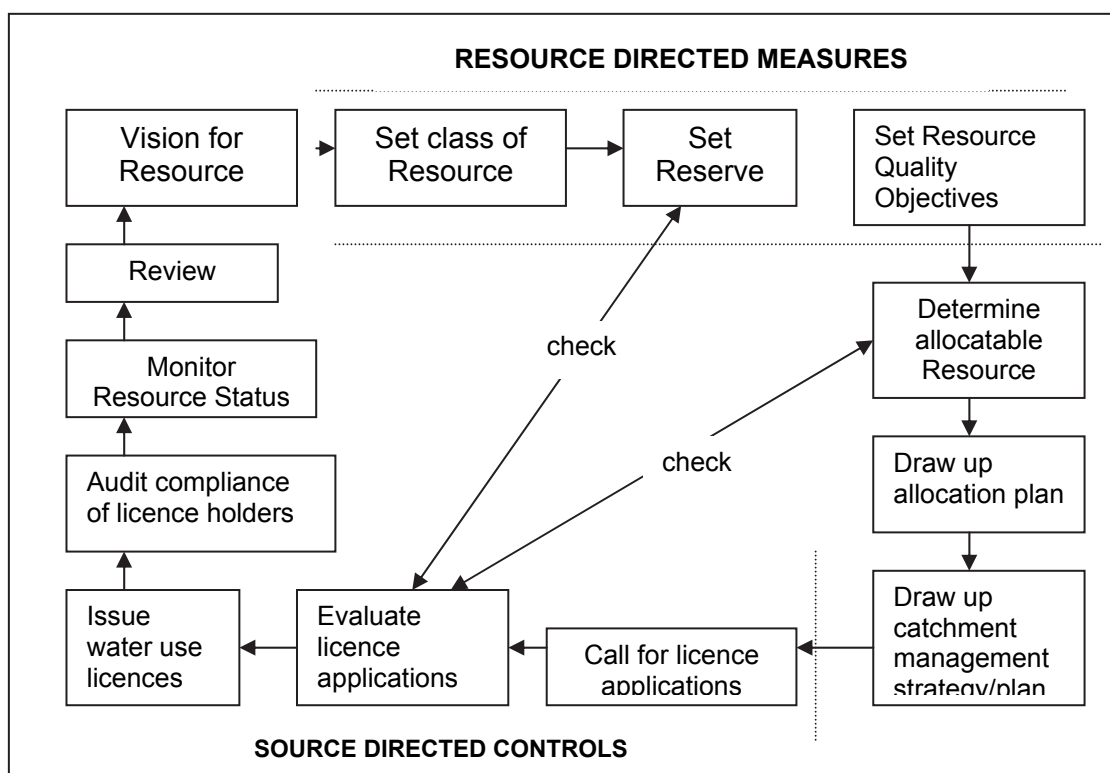 RESOURCE DIRECTED MEASURES
Vision for
Resource
Set class of
Resource
Set
Reserve
Set Resource
Quality
Objectives
Review
Determine
allocatable
Resource
Monitor
Resource Status
check
check
Draw up
allocation plan
Audit compliance
of licence holders
Issue
water use
licences
Evaluate
licence
applications
Call for licence
applications
Draw up
catchment
management
strategy/plan
SOURCE DIRECTED CONTROLS